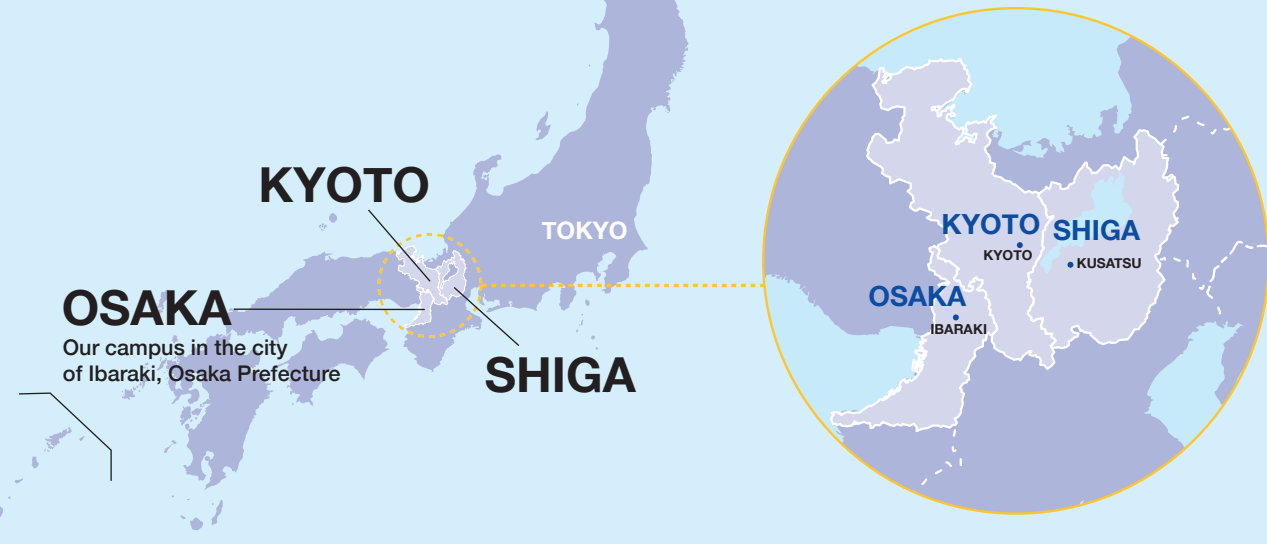 KYOTO
TOKYO
OSAKA
Our campus in the city
of Ibaraki, Osaka Prefecture
SHIGA
KYOTO
KYOTO
SHIGA
KUSATSU
OSAKA
IBARAKI